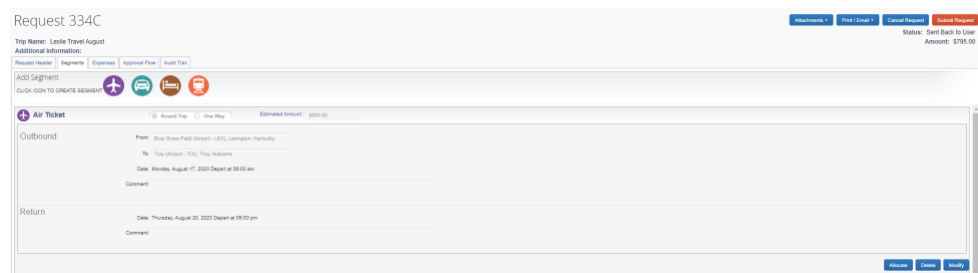 Request 334C
Attachments Print / Email Cancel Request Submit Request
Status: Sent Back to User
Trip Name: Leslie Travel August
Amount: $795.00
Additional Information:
Request Header Segments Expenses Approval Flow Audit Trail
Add Segment
CLICK ICON TO CREATE SEGMENT
Air Ticket Round Trip One Way Estimated Amount: $500.00
Outbound
From: Blue Grass Field (Airport - LEX), Lexington, Kentucky
To: Troy (Airport - TOI), Troy, Alabama
Date: Monday, August 17, 2020 Depart at 08:00 am
Comment:
Return
Date: Thursday, August 20, 2020 Depart at 05:00 pm
Comment:
Allocate Delete Modify